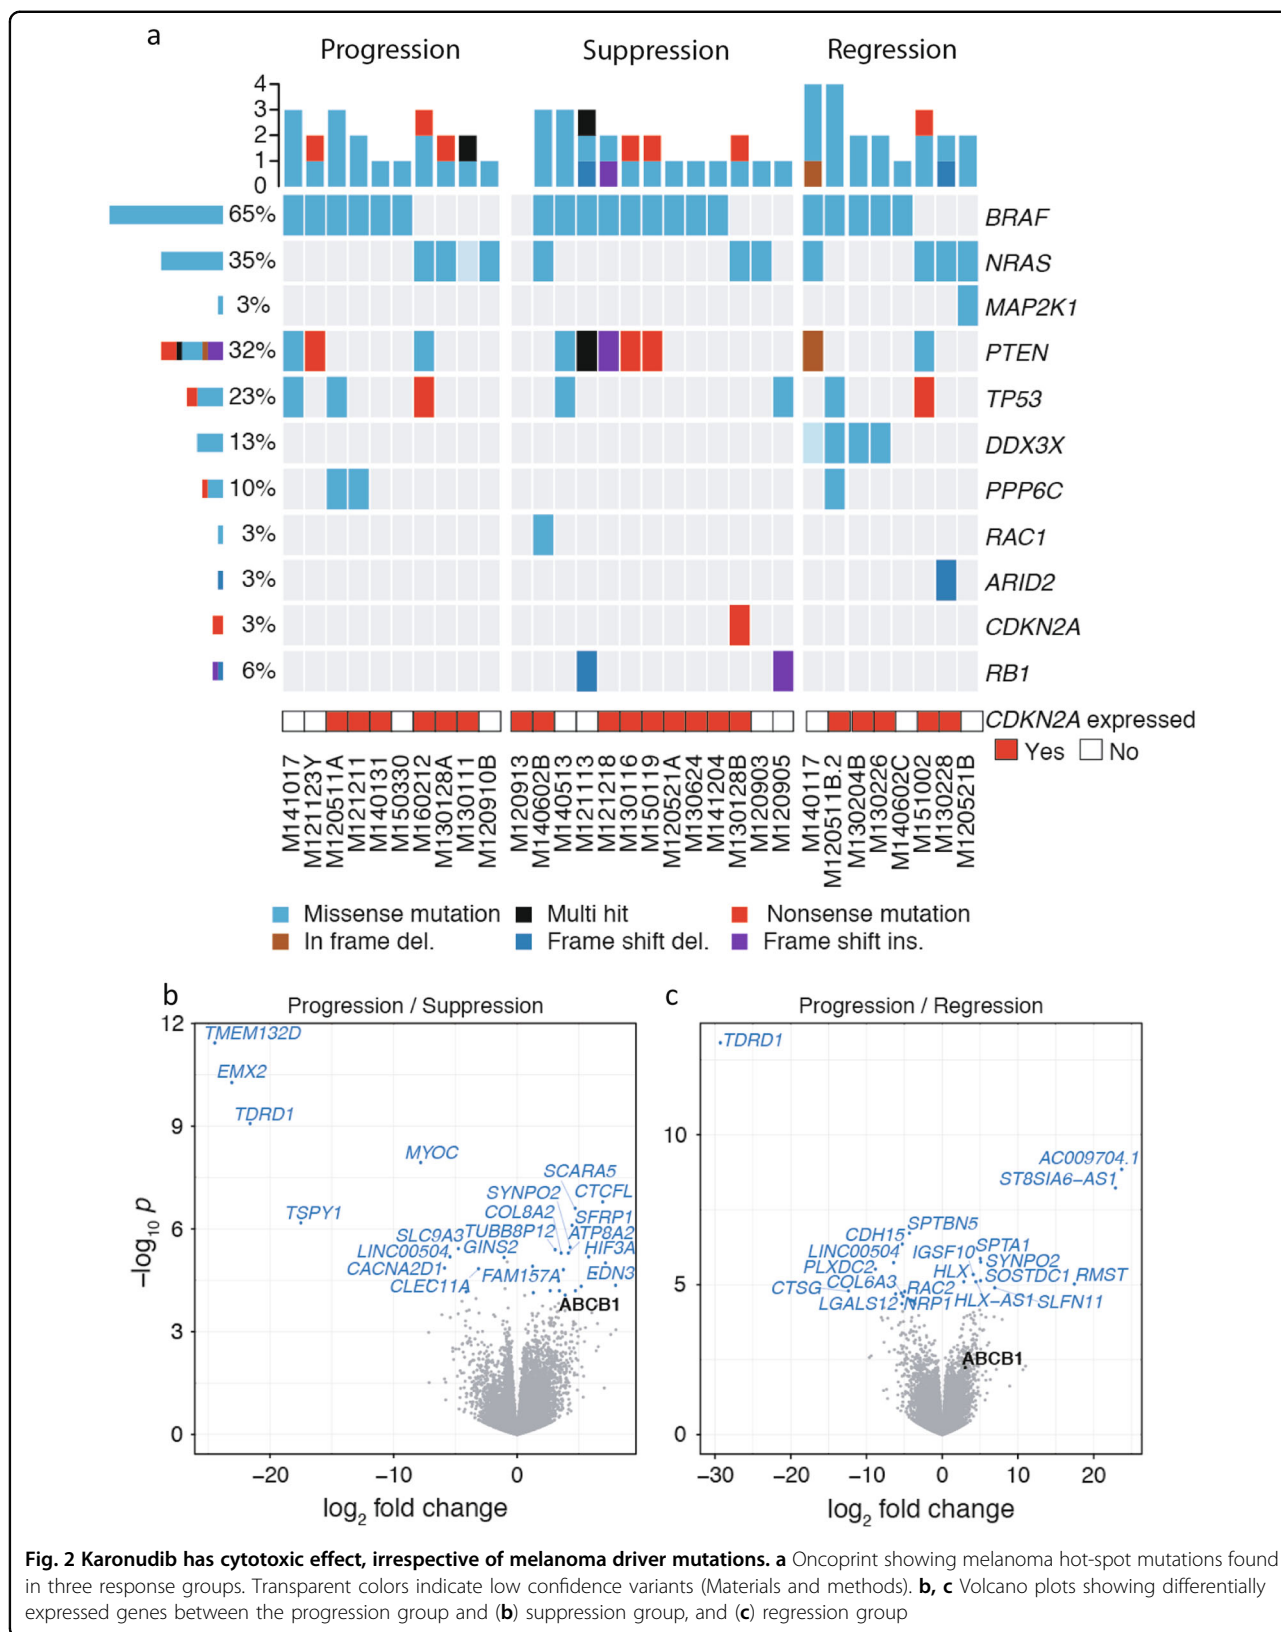 a
Progression Suppression Regression
4
3
2
1
0
65% BRAF
35% NRAS
3% MAP2K1
32% PTEN
23% TP53
13% DDX3X
10% PPP6C
3% RAC1
3% ARID2
3% CDKN2A
6% RB1
CDKN2A expressed
Yes No
M141017
M121123Y
M120511A
M121211
M140131
M150330
M160212
M130128A
M130111
M120910B
M120913
M140602B
M140513
M121113
M121218
M130116
M150119
M120521A
M130624
M141204
M130128B
M120903
M120905
M140117
M120511B.2
M130204B
M130226
M140602C
M151002
M130228
M120521B
Missense mutation Multi hit Nonsense mutation
In frame del. Frame shift del. Frame shift ins.
b
Progression / Suppression
12
9
6
3
0
−log10 p
TMEM132D
EMX2
TDRD1
MYOC
TSPY1
SCARA5
SYNPO2 CTCFL
COL8A2 SFRP1
SLC9A3 TUBB8P12 ATP8A2
LINC00504 GINS2 HIF3A
CACNA2D1 FAM157A EDN3
CLEC11A
ABCB1
−20 −10 0
log2 fold change
c
Progression / Regression
10
5
0
TDRD1
AC009704.1
ST8SIA6−AS1
CDH15 SPTBN5
LINC00504 IGSF10 SPTA1
PLXDC2 HLX SYNPO2
CTSG COL6A3 RAC2 SOSTDC1 RMST
LGALS12 NRP1 HLX−AS1 SLFN11
ABCB1
−30 −20 −10 0 10 20
log2 fold change
Fig. 2 Karonudib has cytotoxic effect, irrespective of melanoma driver mutations. a Oncoprint showing melanoma hot-spot mutations found
in three response groups. Transparent colors indicate low confidence variants (Materials and methods). b, c Volcano plots showing differentially
expressed genes between the progression group and (b) suppression group, and (c) regression group